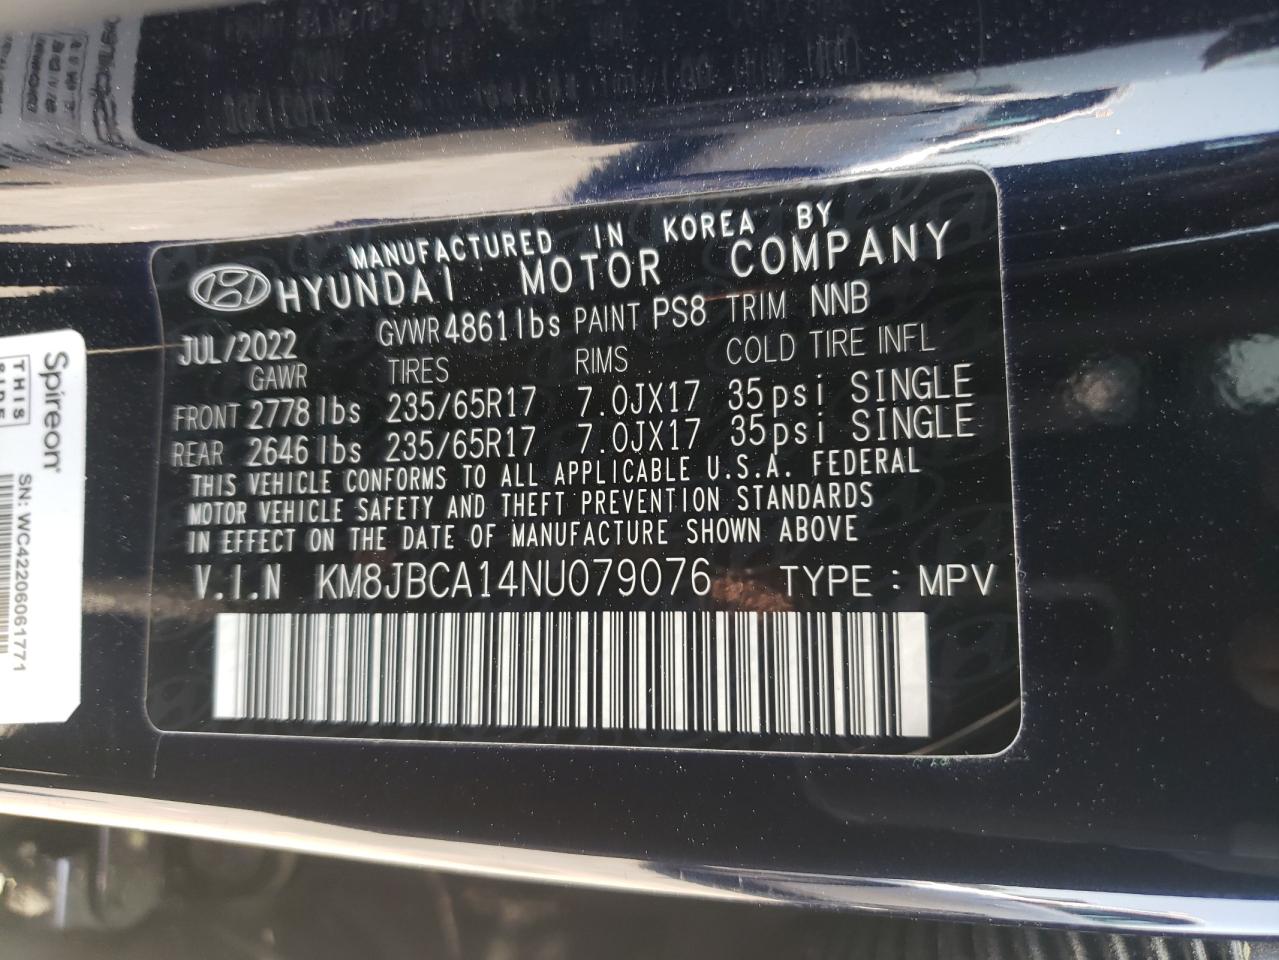 MANUFACTURED IN KOREA BY
HYUNDAI MOTOR COMPANY
JUL/2022 GVWR 4861lbs PAINT PS8 TRIM NNB
GAWR TIRES RIMS COLD TIRE INFL
FRONT 2778 lbs 235/65R17 7.0JX17 35psi SINGLE
REAR 2646 lbs 235/65R17 7.0JX17 35psi SINGLE
THIS VEHICLE CONFORMS TO ALL APPLICABLE U.S.A. FEDERAL
MOTOR VEHICLE SAFETY AND THEFT PREVENTION STANDARDS
IN EFFECT ON THE DATE OF MANUFACTURE SHOWN ABOVE
V.I.N KM8JBCA14NU079076 TYPE : MPV
THIS
SIDE
Spireon
SN: WC42206061771